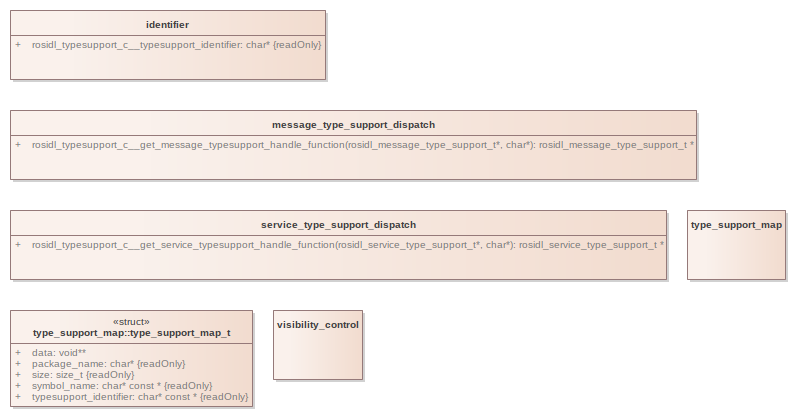 identifier
+ rosidl_typesupport_c__typesupport_identifier: char* {readOnly}
message_type_support_dispatch
+ rosidl_typesupport_c__get_message_typesupport_handle_function(rosidl_message_type_support_t*, char*): rosidl_message_type_support_t *
service_type_support_dispatch
+ rosidl_typesupport_c__get_service_typesupport_handle_function(rosidl_service_type_support_t*, char*): rosidl_service_type_support_t *
type_support_map
«struct»
type_support_map::type_support_map_t
+ data: void**
+ package_name: char* {readOnly}
+ size: size_t {readOnly}
+ symbol_name: char* const * {readOnly}
+ typesupport_identifier: char* const * {readOnly}
visibility_control